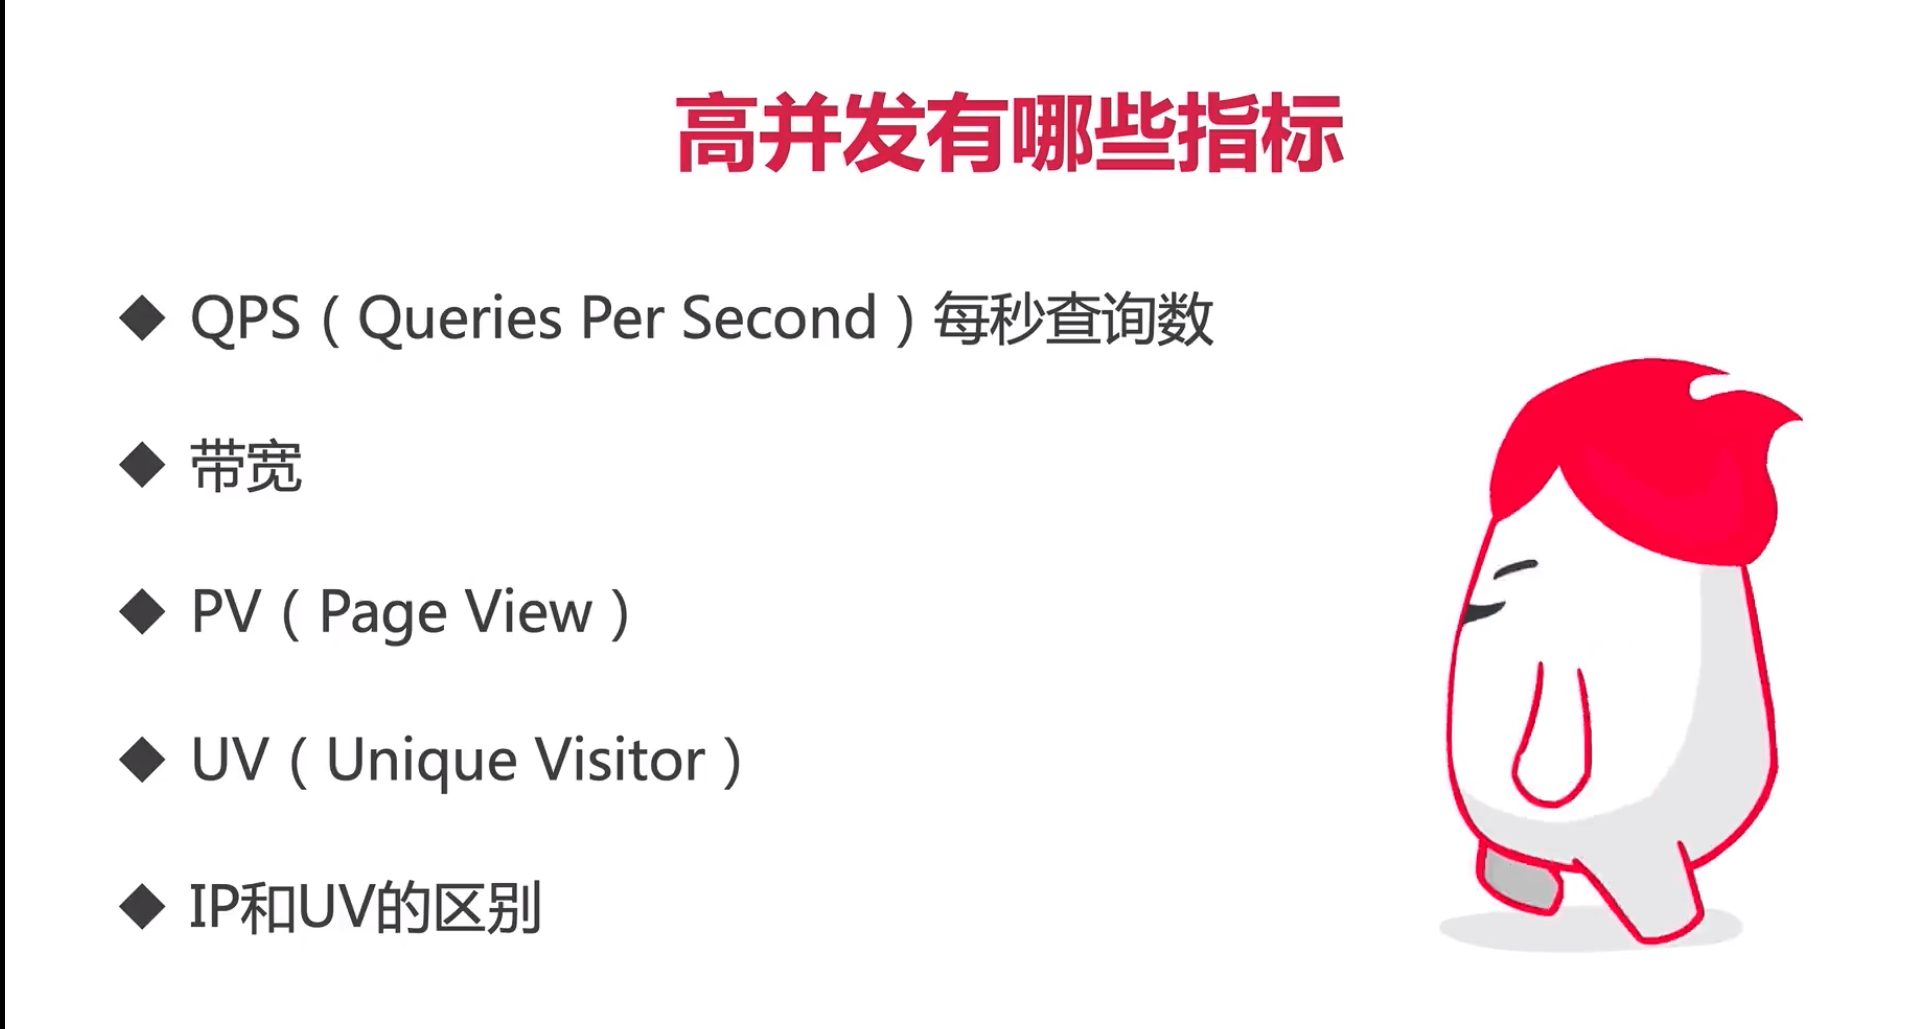 高并发有哪些指标
QPS（Queries Per Second）每秒查询数
带宽
PV（Page View）
UV（Unique Visitor）
IP和UV的区别